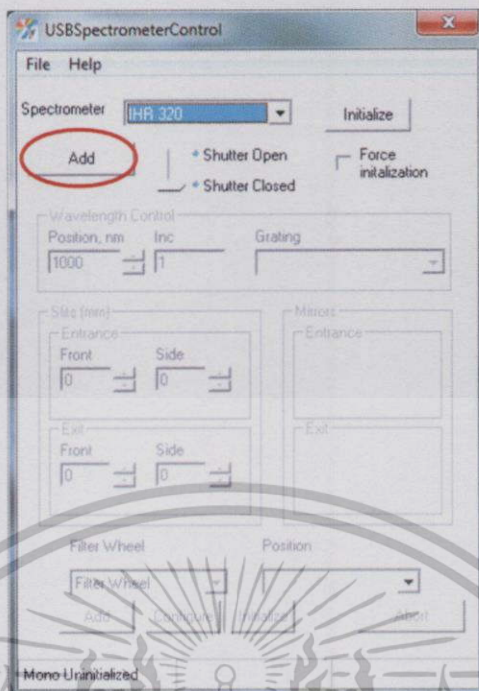 USBSpectrometerControl
File Help
Spectrometer IHR 320 Initialize
Add * Shutter Open Force
initalization
* Shutter Closed
Wavelength Control
Position, nm Inc Grating
1000 1
Slits (mm) Mirrors
Entrance Entrance
Front Side
0 0
Exit Exit
Front Side
0 0
Filter Wheel Position
Filter Wheel
Add Configure Initialize Abort
Mono Uninitialized